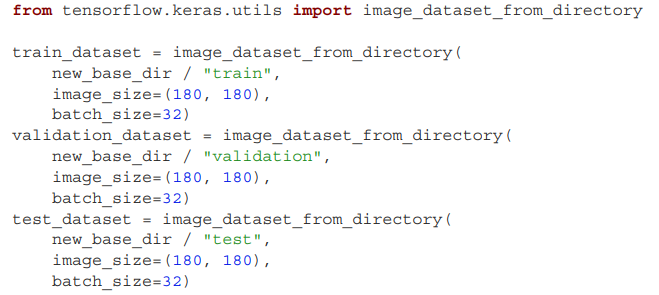 from tensorflow.keras.utils import image_dataset_from_directory
train_dataset = image_dataset_from_directory(
    new_base_dir / "train",
    image_size=(180, 180),
    batch_size=32)
validation_dataset = image_dataset_from_directory(
    new_base_dir / "validation",
    image_size=(180, 180),
    batch_size=32)
test_dataset = image_dataset_from_directory(
    new_base_dir / "test",
    image_size=(180, 180),
    batch_size=32)